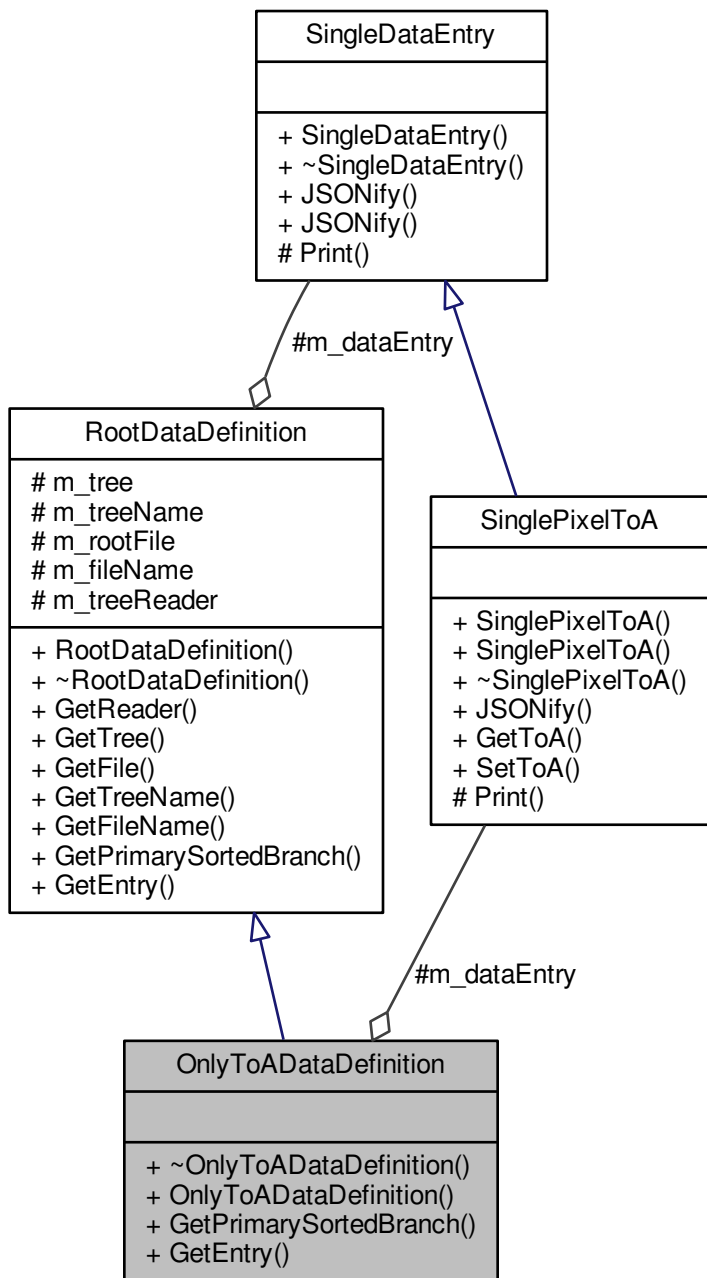 SingleDataEntry
+ SingleDataEntry()
+ ~SingleDataEntry()
+ JSONify()
+ JSONify()
# Print()
#m_dataEntry
RootDataDefinition
# m_tree
# m_treeName
# m_rootFile
# m_fileName
# m_treeReader
+ RootDataDefinition()
+ ~RootDataDefinition()
+ GetReader()
+ GetTree()
+ GetFile()
+ GetTreeName()
+ GetFileName()
+ GetPrimarySortedBranch()
+ GetEntry()
SinglePixelToA
+ SinglePixelToA()
+ SinglePixelToA()
+ ~SinglePixelToA()
+ JSONify()
+ GetToA()
+ SetToA()
# Print()
#m_dataEntry
OnlyToADataDefinition
+ ~OnlyToADataDefinition()
+ OnlyToADataDefinition()
+ GetPrimarySortedBranch()
+ GetEntry()